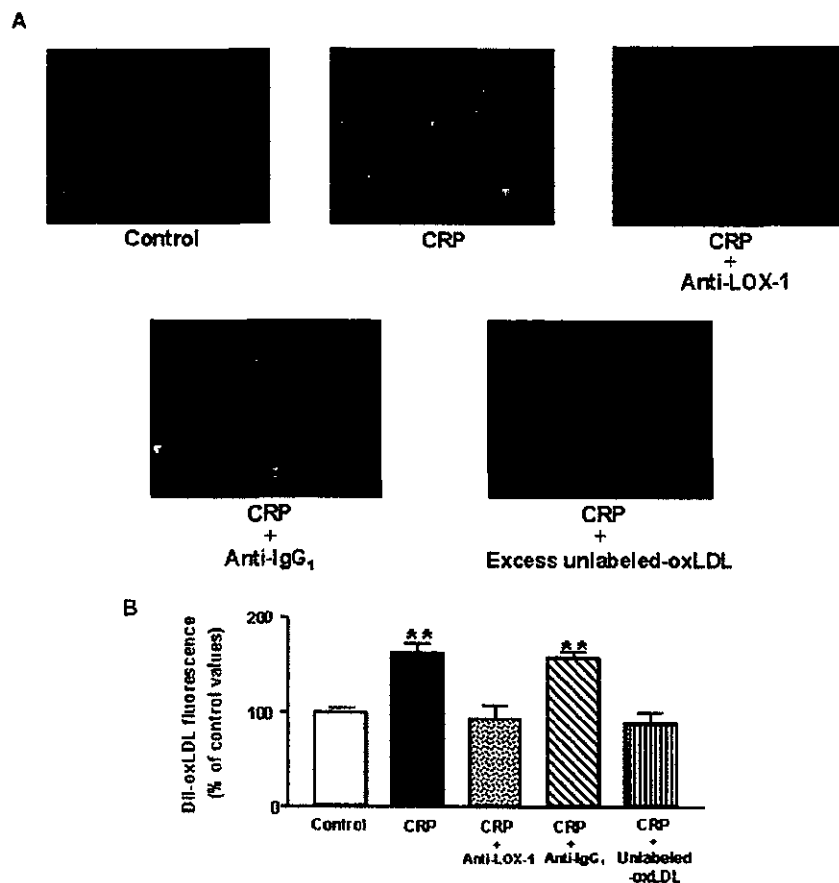 A
Control
CRP
CRP
+
Anti-LOX-1
CRP
+
Anti-IgG₁
CRP
+
Excess unlabeled-oxLDL
B
DiI-oxLDL fluorescence
(% of control values)
200
**
**
100
0
Control
CRP
CRP
+
Anti-LOX-1
CRP
+
Anti-IgG₁
CRP
+
Unlabeled
-oxLDL